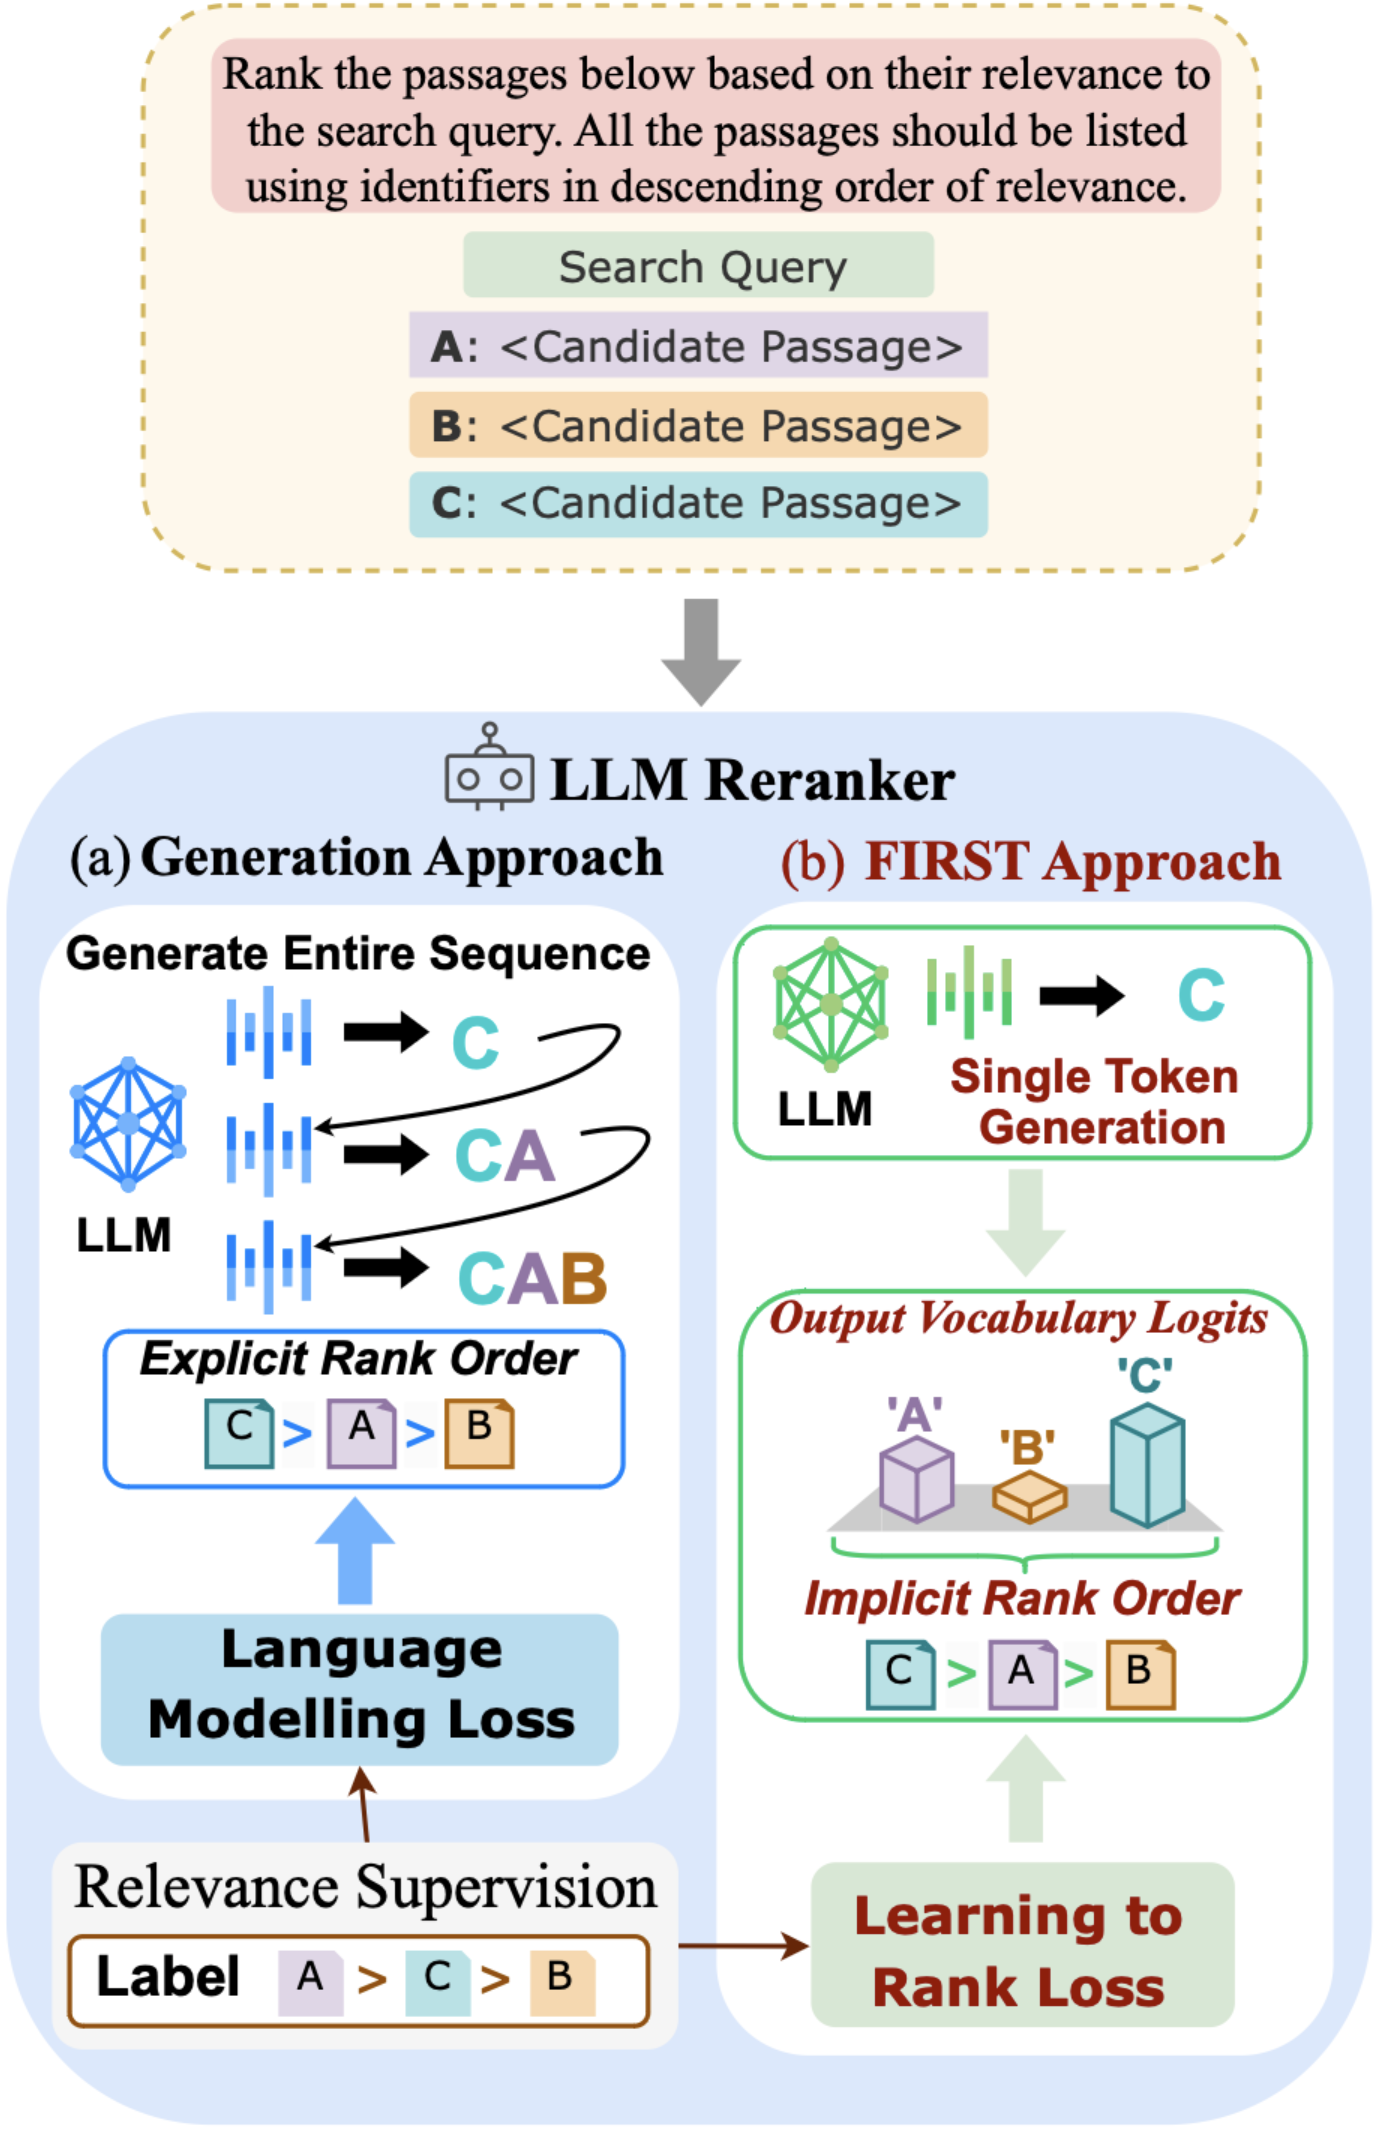 Rank the passages below based on their relevance to
the search query. All the passages should be listed
using identifiers in descending order of relevance.
Search Query
A: <Candidate Passage>
B: <Candidate Passage>
C: <Candidate Passage>
LLM Reranker
(a) Generation Approach
Generate Entire Sequence
C
CA
LLM
CAB
Explicit Rank Order
C > A > B
Language
Modelling Loss
(b) FIRST Approach
C
LLM
Single Token
Generation
Output Vocabulary Logits
'A' 'B' 'C'
Implicit Rank Order
C > A > B
Learning to
Rank Loss
Relevance Supervision
Label A > C > B